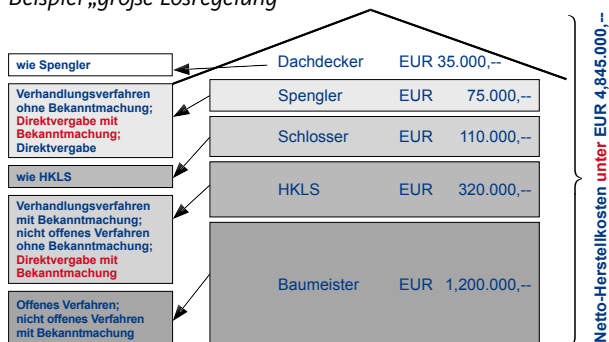 Beispiel „große Losregelung“
wie Spengler
Dachdecker EUR 35.000,--
Verhandlungsverfahren
ohne Bekanntmachung;
Direktvergabe mit
Bekanntmachung;
Direktvergabe
Spengler EUR 75.000,--
Schlosser EUR 110.000,--
wie HKLS
HKLS EUR 320.000,--
Verhandlungsverfahren
mit Bekanntmachung;
nicht offenes Verfahren
ohne Bekanntmachung;
Direktvergabe mit
Bekanntmachung
Baumeister EUR 1,200.000,--
Offenes Verfahren;
nicht offenes Verfahren
mit Bekanntmachung
Netto-Herstellkosten unter EUR 4,845.000,--